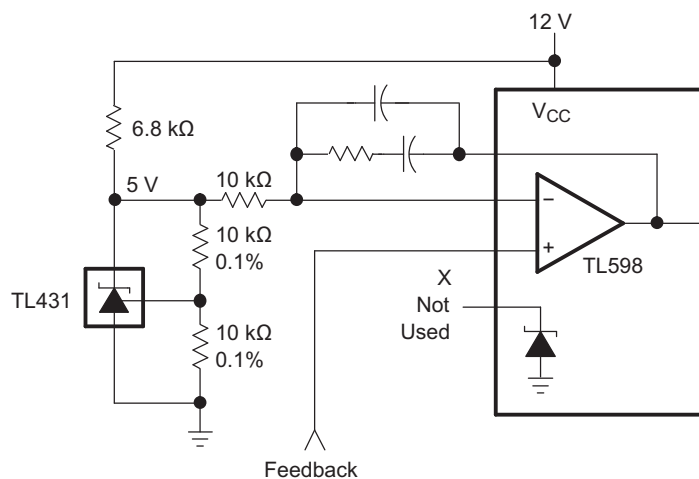 12 V
V_CC
6.8 kΩ
5 V
10 kΩ
10 kΩ
0.1%
TL431
10 kΩ
0.1%
−
+
TL598
X
Not
Used
Feedback